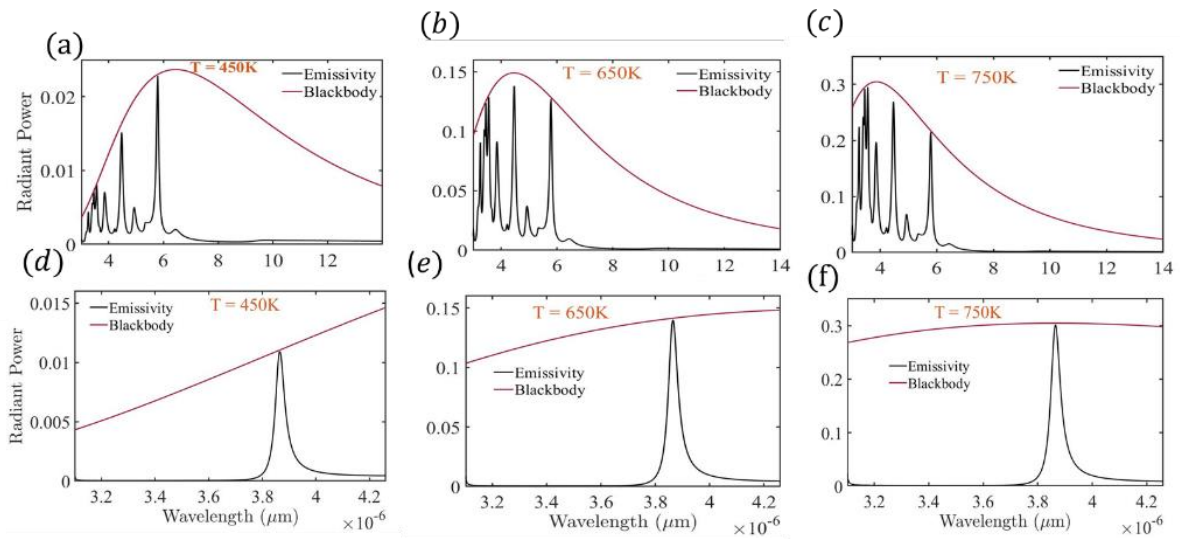 (a)
T = 450K
Emissivity
Blackbody
Radiant Power
0.02
0.01
0
4 6 8 10 12
(b)
T = 650K
Emissivity
Blackbody
0.15
0.1
0.05
0
4 6 8 10 12 14
(c)
T = 750K
Emissivity
Blackbody
0.3
0.2
0.1
0
4 6 8 10 12 14
(d)
T = 450K
Emissivity
Blackbody
Radiant Power
0.015
0.01
0.005
0
3.2 3.4 3.6 3.8 4 4.2
Wavelength (μm) ×10⁻⁶
(e)
T = 650K
Emissivity
Blackbody
0.15
0.1
0.05
0
3.2 3.4 3.6 3.8 4 4.2
Wavelength (μm) ×10⁻⁶
(f)
T = 750K
Emissivity
Blackbody
0.3
0.2
0.1
0
3.2 3.4 3.6 3.8 4 4.2
Wavelength (μm) ×10⁻⁶